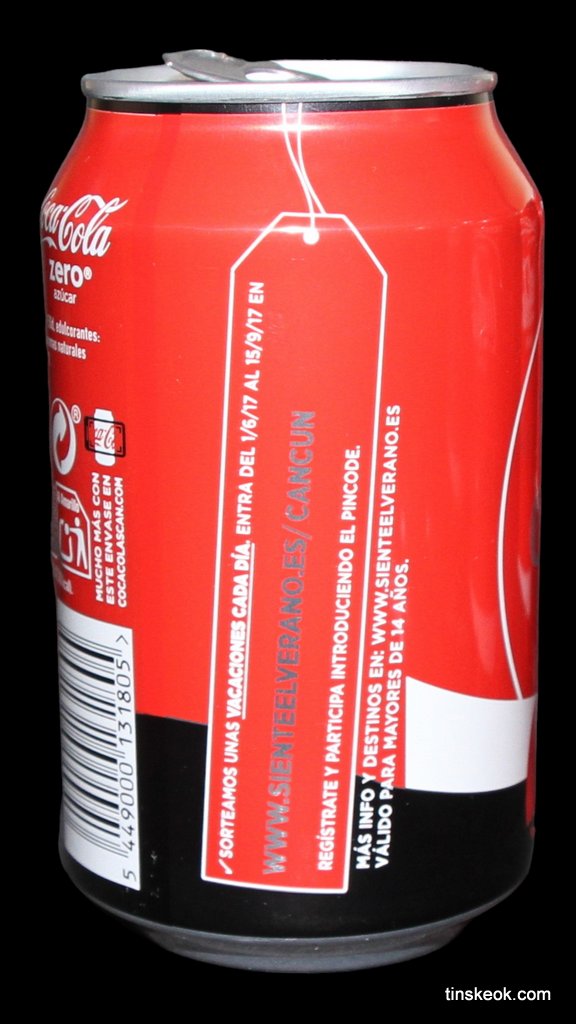 Coca-Cola
zero®
azúcar
edulcorantes:
naturales
MUCHO MÁS CON
ESTE ENVASE EN
COCACOLASCAN.COM
5 449000 131805 >
✓SORTEAMOS UNAS VACACIONES CADA DÍA. ENTRA DEL 1/6/17 AL 15/9/17 EN
WWW.SIENTEELVERANO.ES/CANCUN
REGÍSTRATE Y PARTICIPA INTRODUCIENDO EL PINCODE.
MÁS INFO Y DESTINOS EN: WWW.SIENTEELVERANO.ES
VÁLIDO PARA MAYORES DE 14 AÑOS.
tinskeok.com